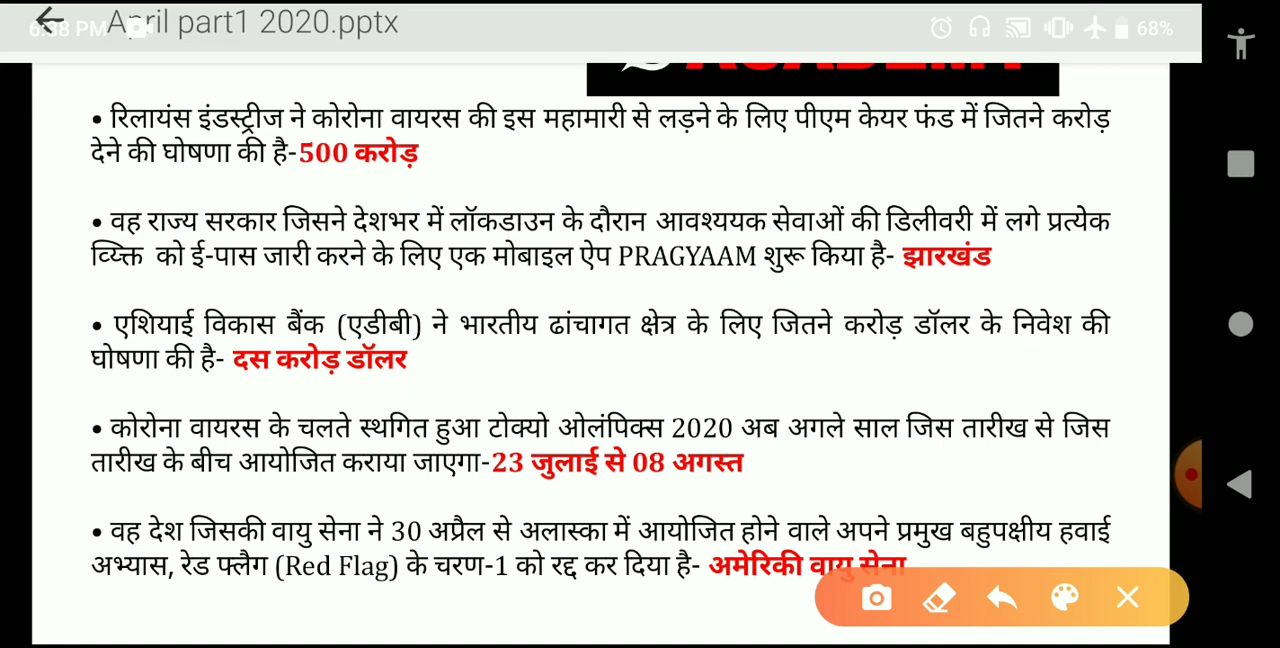 6:38 PM
April part1 2020.pptx
68%
• रिलायंस इंडस्ट्रीज ने कोरोना वायरस की इस महामारी से लड़ने के लिए पीएम केयर फंड में जितने करोड़
देने की घोषणा की है-500 करोड़
• वह राज्य सरकार जिसने देशभर में लॉकडाउन के दौरान आवश्ययक सेवाओं की डिलीवरी में लगे प्रत्येक
व्य्क्ति को ई-पास जारी करने के लिए एक मोबाइल ऐप PRAGYAAM शुरू किया है- झारखंड
• एशियाई विकास बैंक (एडीबी) ने भारतीय ढांचागत क्षेत्र के लिए जितने करोड़ डॉलर के निवेश की
घोषणा की है- दस करोड़ डॉलर
• कोरोना वायरस के चलते स्थगित हुआ टोक्यो ओलंपिक्स 2020 अब अगले साल जिस तारीख से जिस
तारीख के बीच आयोजित कराया जाएगा-23 जुलाई से 08 अगस्त
• वह देश जिसकी वायु सेना ने 30 अप्रैल से अलास्का में आयोजित होने वाले अपने प्रमुख बहुपक्षीय हवाई
अभ्यास, रेड फ्लैग (Red Flag) के चरण-1 को रद्द कर दिया है- अमेरिकी वायु सेना